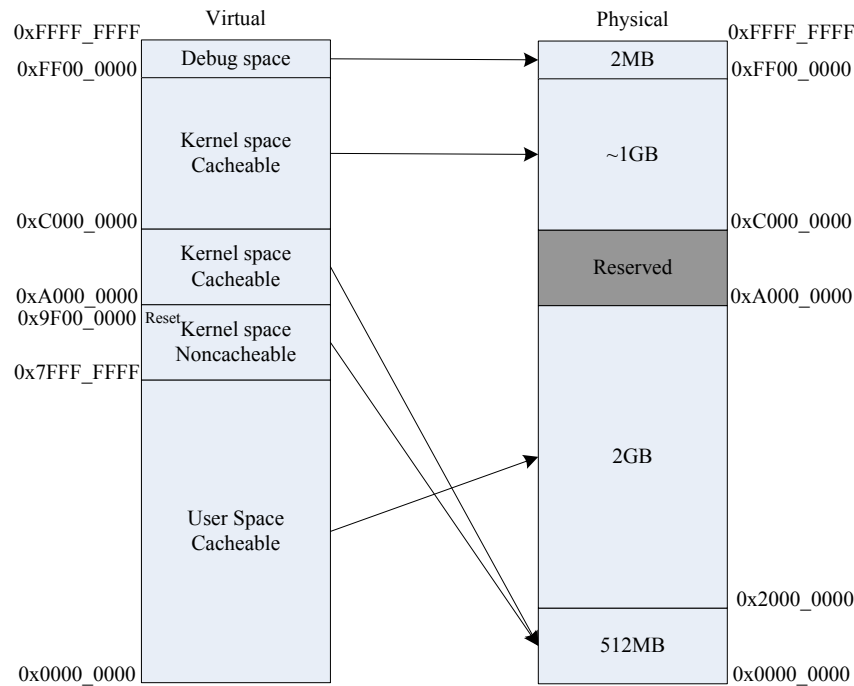 Virtual
Physical
0xFFFF_FFFF
0xFFFF_FFFF
Debug space
2MB
0xFF00_0000
0xFF00_0000
Kernel space
Cacheable
~1GB
0xC000_0000
0xC000_0000
Kernel space
Cacheable
Reserved
0xA000_0000
0xA000_0000
0x9F00_0000
Reset
Kernel space
Noncacheable
0x7FFF_FFFF
2GB
User Space
Cacheable
0x2000_0000
512MB
0x0000_0000
0x0000_0000